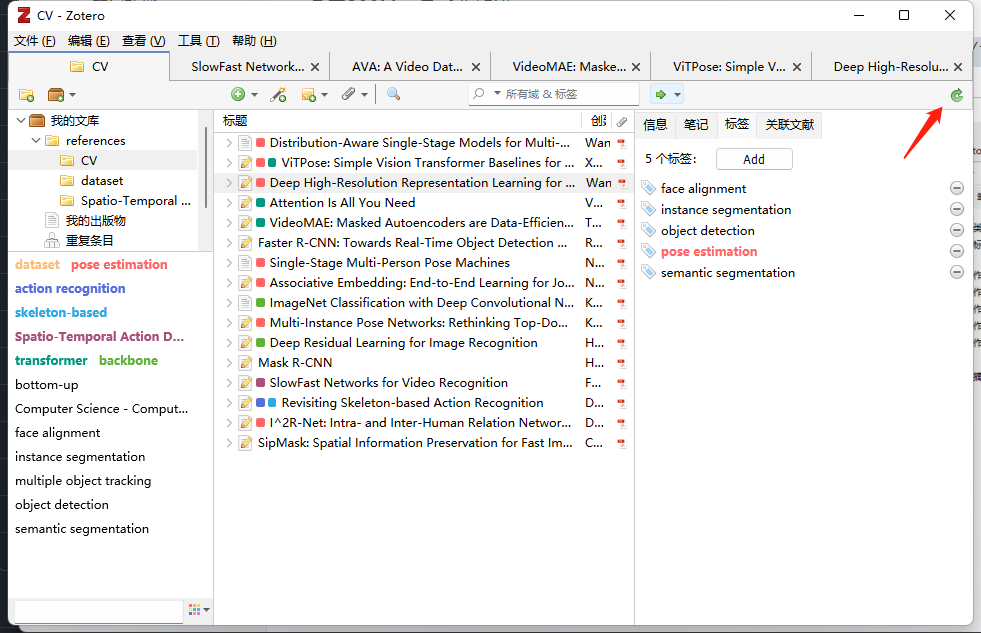 CV - Zotero
文件 (F) 编辑 (E) 查看 (V) 工具 (T) 帮助 (H)
CV SlowFast Network... AVA: A Video Dat... VideoMAE: Maske... ViTPose: Simple V... Deep High-Resolu...
所有域 & 标签
我的文库
references
CV
dataset
Spatio-Temporal ...
我的出版物
重复条目
dataset pose estimation
action recognition
skeleton-based
Spatio-Temporal Action D...
transformer backbone
bottom-up
Computer Science - Comput...
face alignment
instance segmentation
multiple object tracking
object detection
semantic segmentation
标题
Distribution-Aware Single-Stage Models for Multi-... Wan
ViTPose: Simple Vision Transformer Baselines for ... X...
Deep High-Resolution Representation Learning for ... Wan
Attention Is All You Need V...
VideoMAE: Masked Autoencoders are Data-Efficien... T...
Faster R-CNN: Towards Real-Time Object Detection ... R...
Single-Stage Multi-Person Pose Machines N...
Associative Embedding: End-to-End Learning for Jo... N...
ImageNet Classification with Deep Convolutional N... K...
Multi-Instance Pose Networks: Rethinking Top-Do... K...
Deep Residual Learning for Image Recognition H...
Mask R-CNN H...
SlowFast Networks for Video Recognition F...
Revisiting Skeleton-based Action Recognition D...
I^2R-Net: Intra- and Inter-Human Relation Networ... D...
SipMask: Spatial Information Preservation for Fast Im... C...
信息 笔记 标签 关联文献
5 个标签: Add
face alignment
instance segmentation
object detection
pose estimation
semantic segmentation